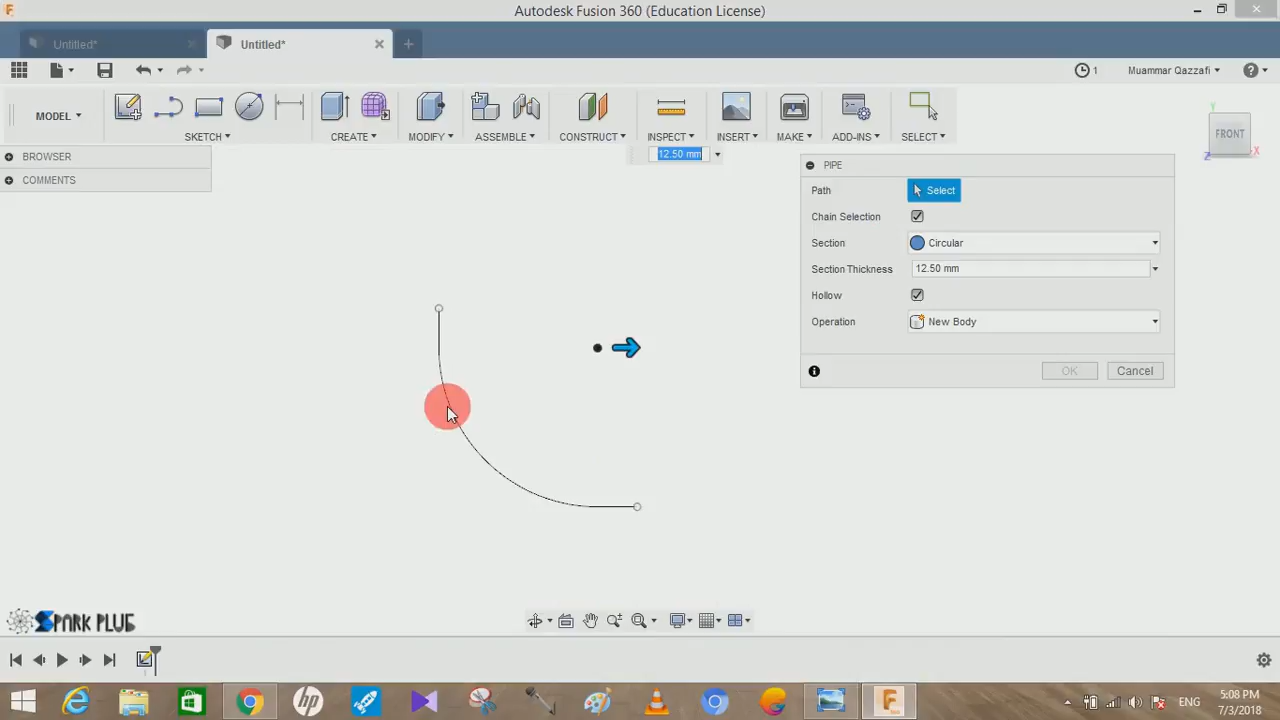 Autodesk Fusion 360 (Education License)
Untitled*
Untitled*
1
Muammar Qazzafi
MODEL
SKETCH
CREATE
MODIFY
ASSEMBLE
CONSTRUCT
INSPECT
INSERT
MAKE
ADD-INS
SELECT
BROWSER
COMMENTS
12.50 mm
FRONT
Y
Z
X
PIPE
Path
Select
Chain Selection
Section
Circular
Section Thickness
12.50 mm
Hollow
Operation
New Body
OK
Cancel
SPARK PLUG
ENG
5:08 PM
7/3/2018